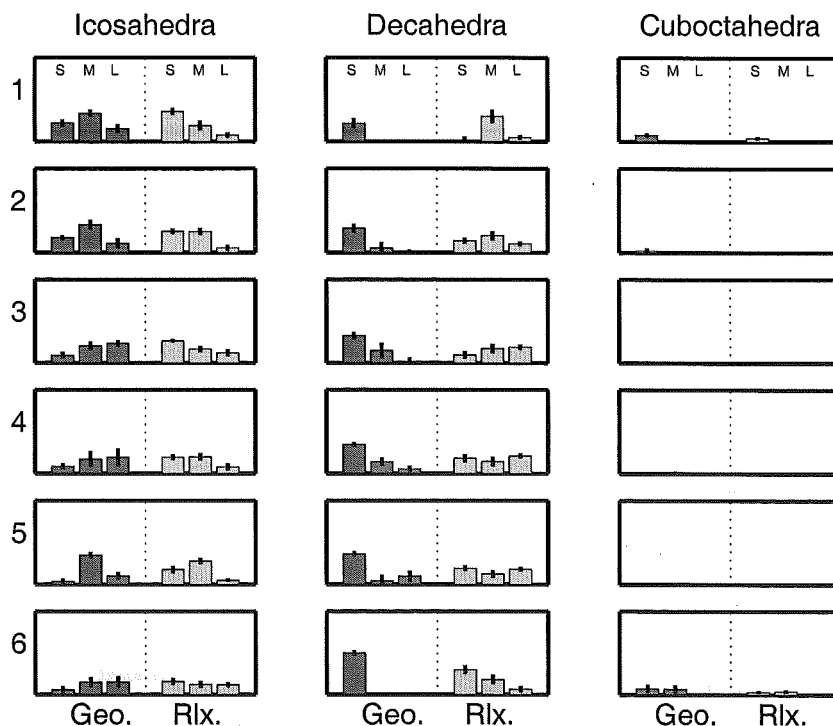 Icosahedra Decahedra Cuboctahedra
1 S M L S M L S M L S M L S M L S M L
2
3
4
5
6
Geo. Rlx. Geo. Rlx. Geo. Rlx.